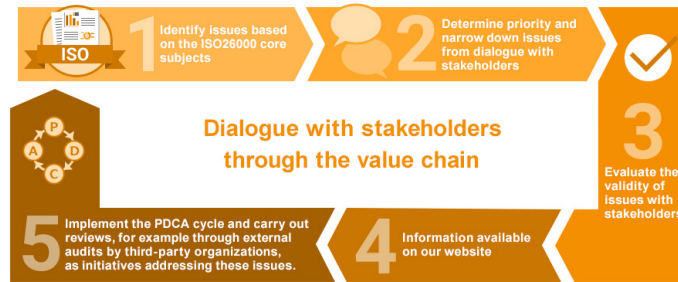 ISO
1
Identify issues based
on the ISO26000 core
subjects
2
Determine priority and
narrow down issues
from dialogue with
stakeholders
3
Evaluate the
validity of
issues with
stakeholders
Dialogue with stakeholders
through the value chain
4
Information available
on our website
5
Implement the PDCA cycle and carry out
reviews, for example through external
audits by third-party organizations,
as initiatives addressing these issues.
P
D
C
A